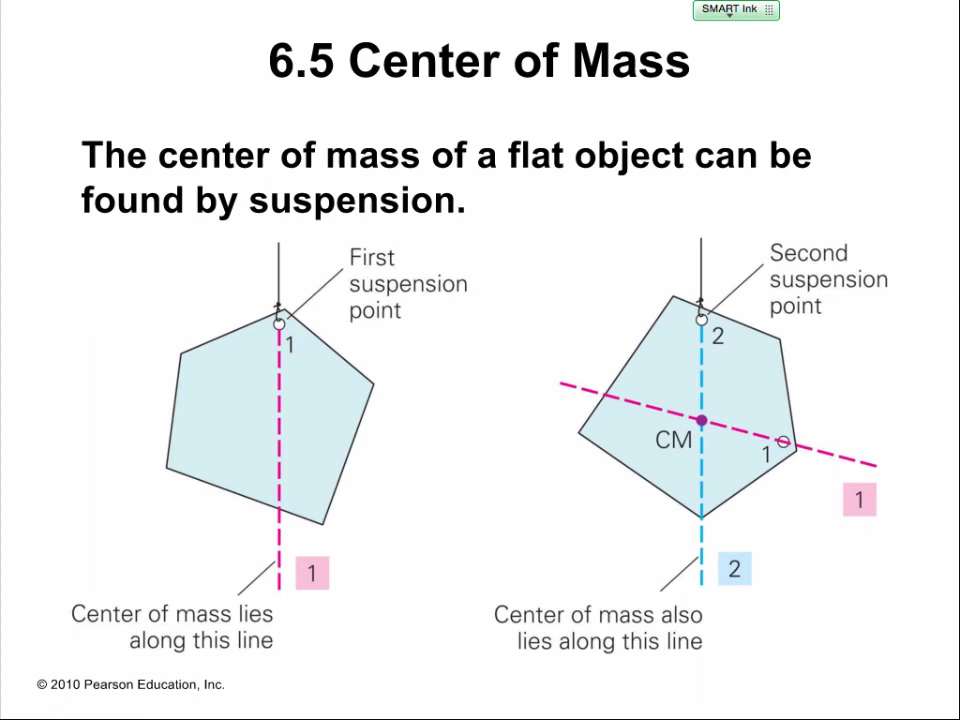 SMART Ink
6.5 Center of Mass
The center of mass of a flat object can be
found by suspension.
First
suspension
point
1
1
Center of mass lies
along this line
Second
suspension
point
2
CM
1
1
2
Center of mass also
lies along this line
© 2010 Pearson Education, Inc.